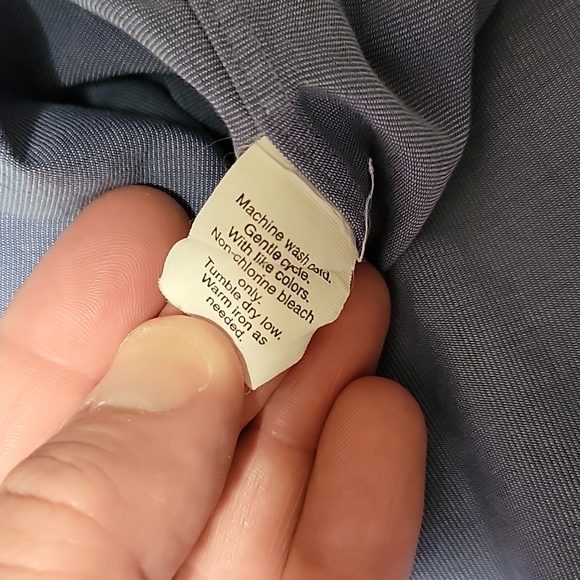 Machine wash cold.
Gentle cycle.
With like colors.
Non-chlorine bleach
only.
Tumble dry low.
Warm iron as
needed.